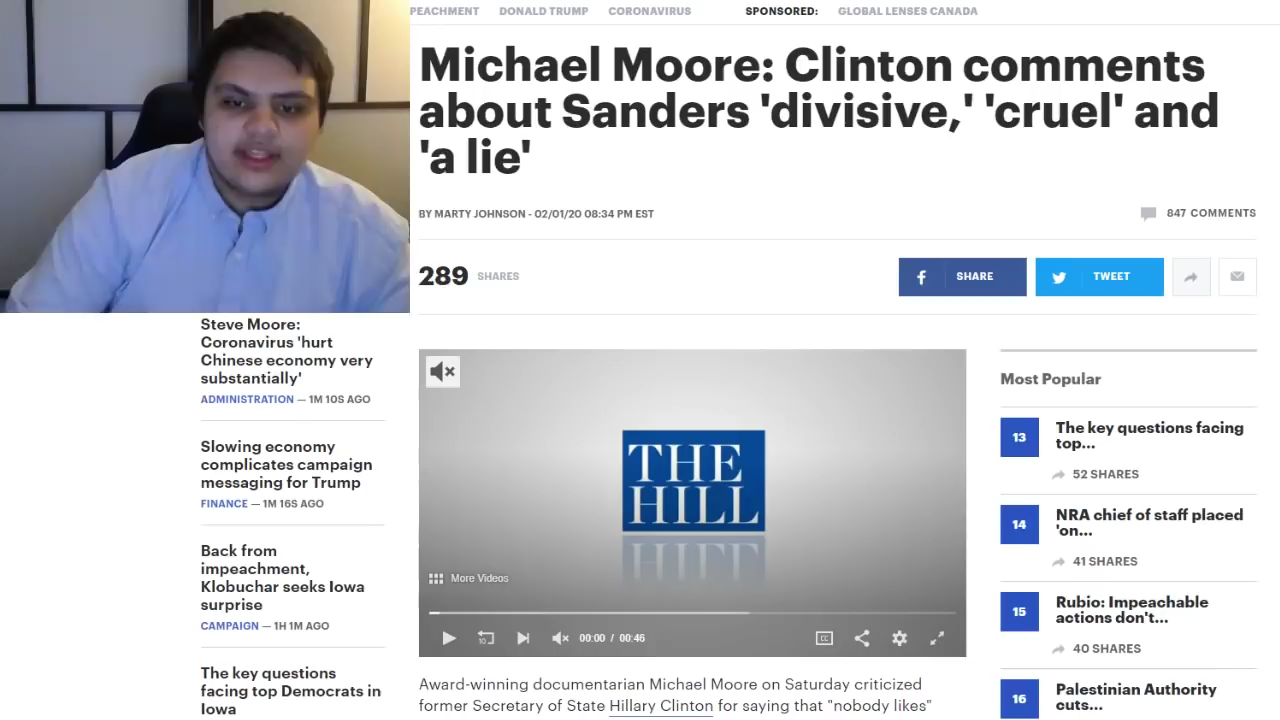 PEACHMENT DONALD TRUMP CORONAVIRUS SPONSORED: GLOBAL LENSES CANADA
Michael Moore: Clinton comments
about Sanders 'divisive,' 'cruel' and
'a lie'
BY MARTY JOHNSON - 02/01/20 08:34 PM EST
847 COMMENTS
289 SHARES
SHARE
TWEET
Steve Moore:
Coronavirus 'hurt
Chinese economy very
substantially'
ADMINISTRATION — 1M 10S AGO
Slowing economy
complicates campaign
messaging for Trump
FINANCE — 1M 16S AGO
Back from
impeachment,
Klobuchar seeks Iowa
surprise
CAMPAIGN — 1H 1M AGO
The key questions
facing top Democrats in
Iowa
THE
HILL
More Videos
10
00:00 / 00:46
CC
Award-winning documentarian Michael Moore on Saturday criticized
former Secretary of State Hillary Clinton for saying that "nobody likes"
Most Popular
13 The key questions facing
top...
52 SHARES
14 NRA chief of staff placed
'on...
41 SHARES
15 Rubio: Impeachable
actions don't...
40 SHARES
16 Palestinian Authority
cuts...